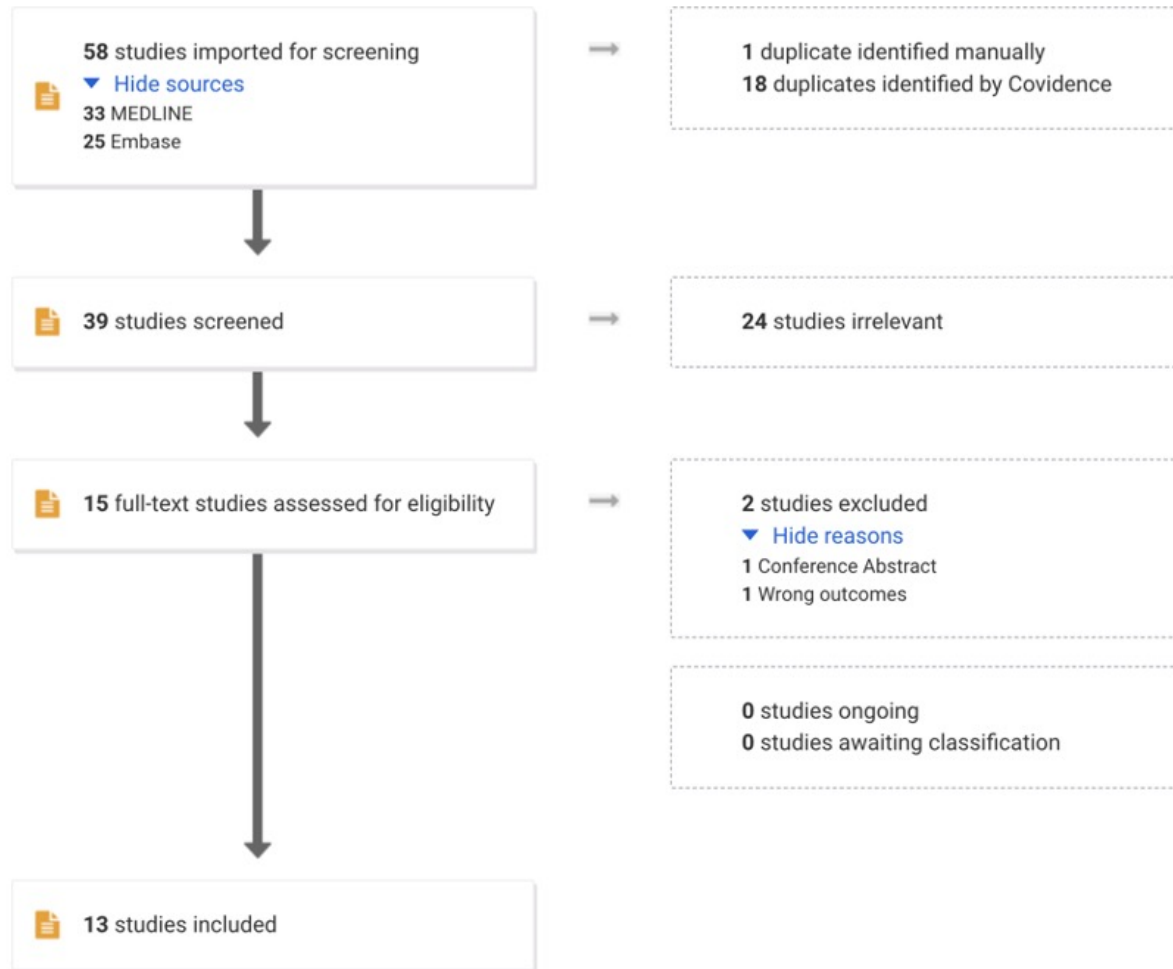 58 studies imported for screening
Hide sources
33 MEDLINE
25 Embase
1 duplicate identified manually
18 duplicates identified by Covidence
39 studies screened
24 studies irrelevant
15 full-text studies assessed for eligibility
2 studies excluded
Hide reasons
1 Conference Abstract
1 Wrong outcomes
0 studies ongoing
0 studies awaiting classification
13 studies included